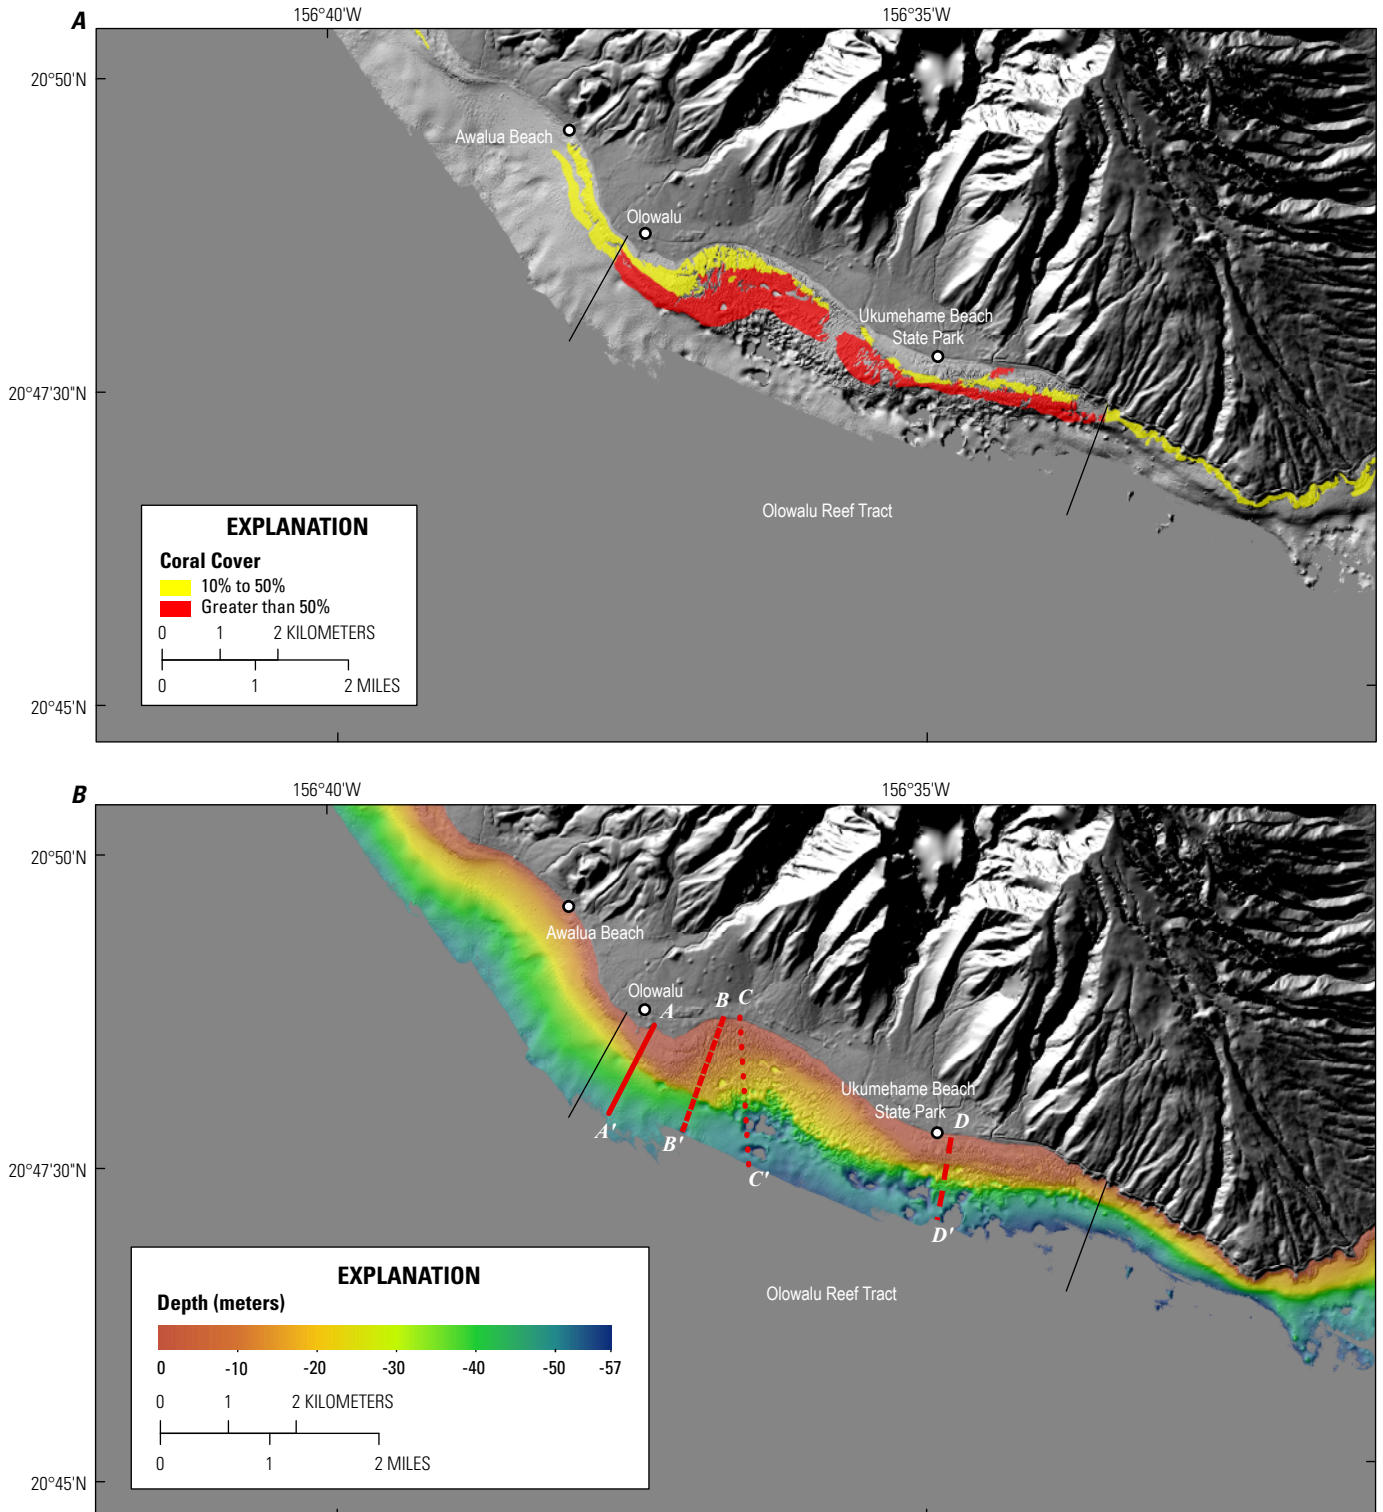 A
156°40'W
156°35'W
20°50'N
Awalua Beach
Olowalu
Ukumehame Beach
State Park
20°47'30"N
Olowalu Reef Tract
EXPLANATION
Coral Cover
10% to 50%
Greater than 50%
0 1 2 KILOMETERS
0 1 2 MILES
20°45'N
B
156°40'W
156°35'W
20°50'N
Awalua Beach
Olowalu
A
B
C
Ukumehame Beach
State Park
D
A'
B'
20°47'30"N
C'
D'
Olowalu Reef Tract
EXPLANATION
Depth (meters)
0 -10 -20 -30 -40 -50 -57
0 1 2 KILOMETERS
0 1 2 MILES
20°45'N